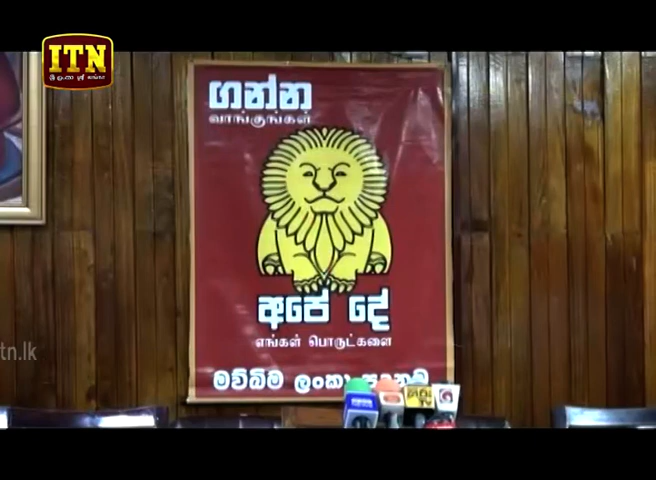 ITN
ගන්න
வாங்குங்கள்
අපේ දේ
எங்கள் பொருட்களை
මව්බිම ලංකා පදනම
tn.lk